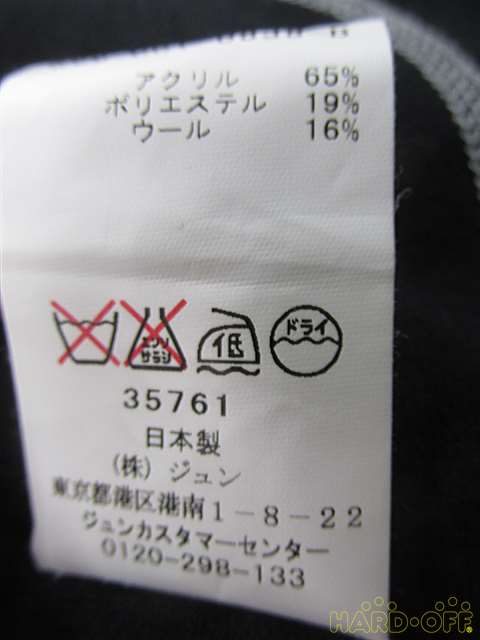 アクリル 65%
ポリエステル 19%
ウール 16%
エンソ
サラシ
低
ドライ
35761
日本製
(株) ジュン
東京都港区港南1-8-22
ジュンカスタマーセンター
0120-298-133
HARD-OFF